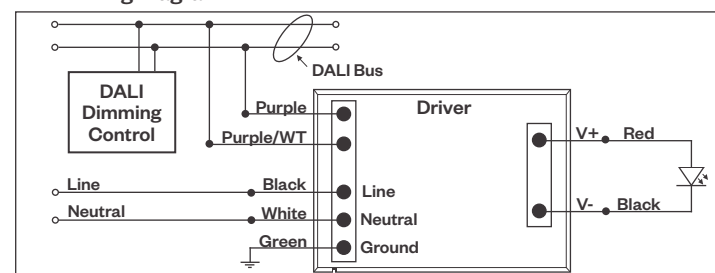 DALI Bus
DALI
Dimming
Control
Driver
Purple
Purple/WT
V+ Red
Line Black Line
Neutral White Neutral
V- Black
Green Ground